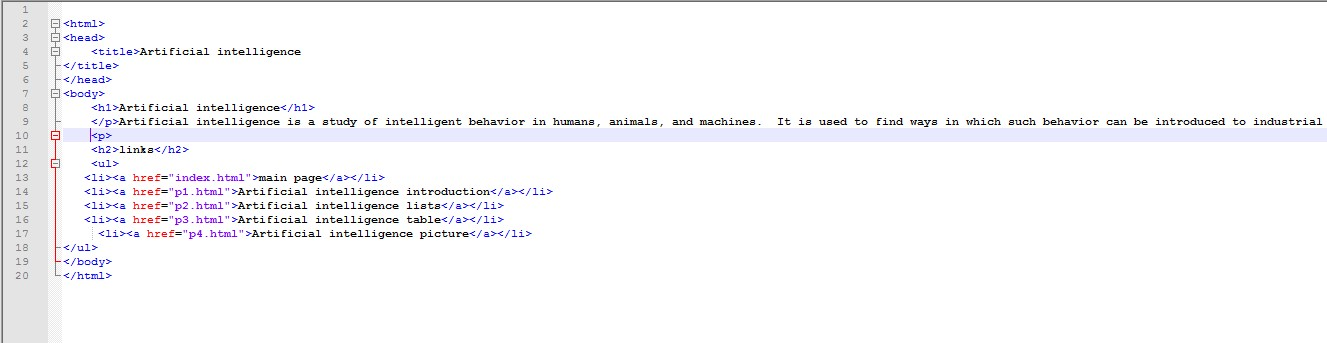 1
2 <html>
3 <head>
4 <title>Artificial intelligence
5 </title>
6 </head>
7 <body>
8 <h1>Artificial intelligence</h1>
9 </p>Artificial intelligence is a study of intelligent behavior in humans, animals, and machines.  It is used to find ways in which such behavior can be introduced to industrial
10 <p>
11 <h2>links</h2>
12 <ul>
13 <li><a href="index.html">main page</a></li>
14 <li><a href="p1.html">Artificial intelligence introduction</a></li>
15 <li><a href="p2.html">Artificial intelligence lists</a></li>
16 <li><a href="p3.html">Artificial intelligence table</a></li>
17 <li><a href="p4.html">Artificial intelligence picture</a></li>
18 </ul>
19 </body>
20 </html>